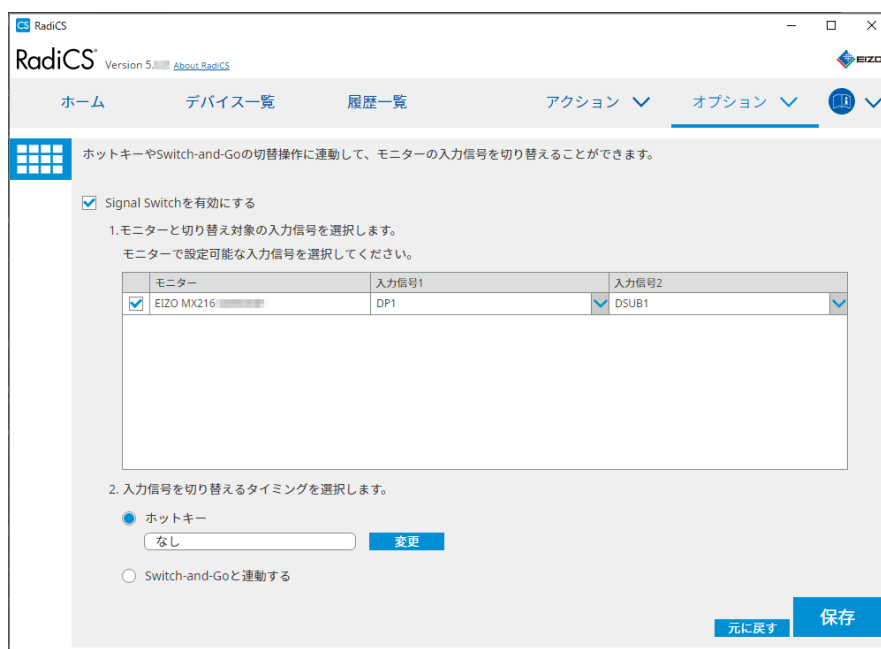 CS RadiCS
RadiCS® Version 5. About RadiCS EIZO
ホーム デバイス一覧 履歴一覧 アクション オプション
ホットキーやSwitch-and-Goの切替操作に連動して、モニターの入力信号を切り替えることができます。
Signal Switchを有効にする
1.モニターと切り替え対象の入力信号を選択します。
モニターで設定可能な入力信号を選択してください。
モニター 入力信号1 入力信号2
EIZO MX216 DP1 DSUB1
2. 入力信号を切り替えるタイミングを選択します。
ホットキー
なし 変更
Switch-and-Goと連動する
元に戻す 保存